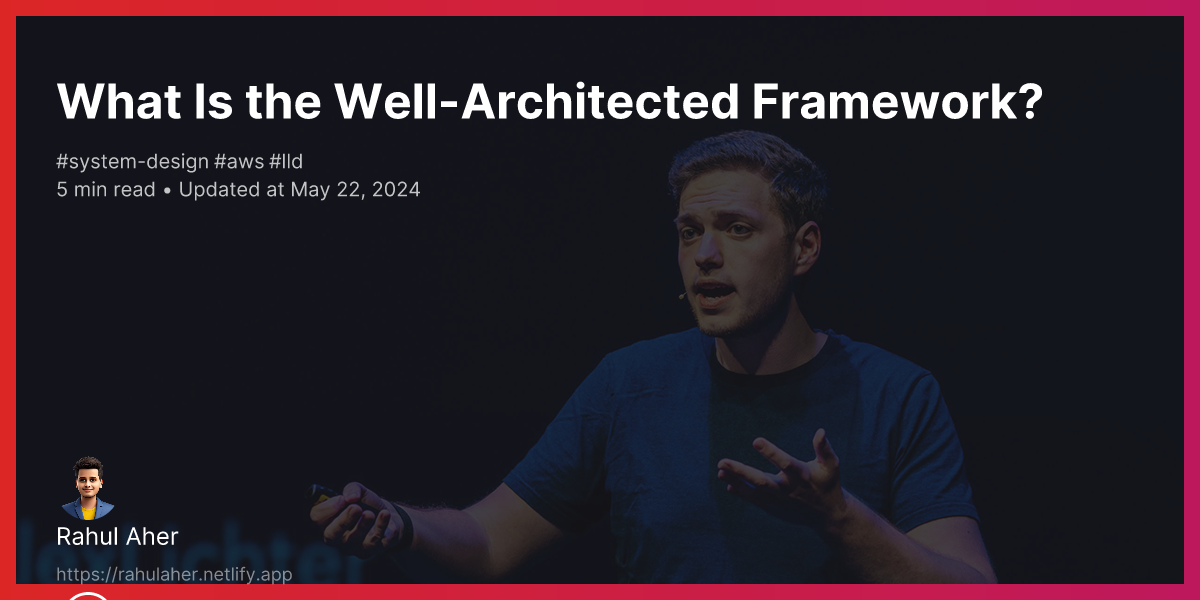 What Is the Well-Architected Framework?
#system-design #aws #lld
5 min read • Updated at May 22, 2024
Rahul Aher
https://rahulaher.netlify.app